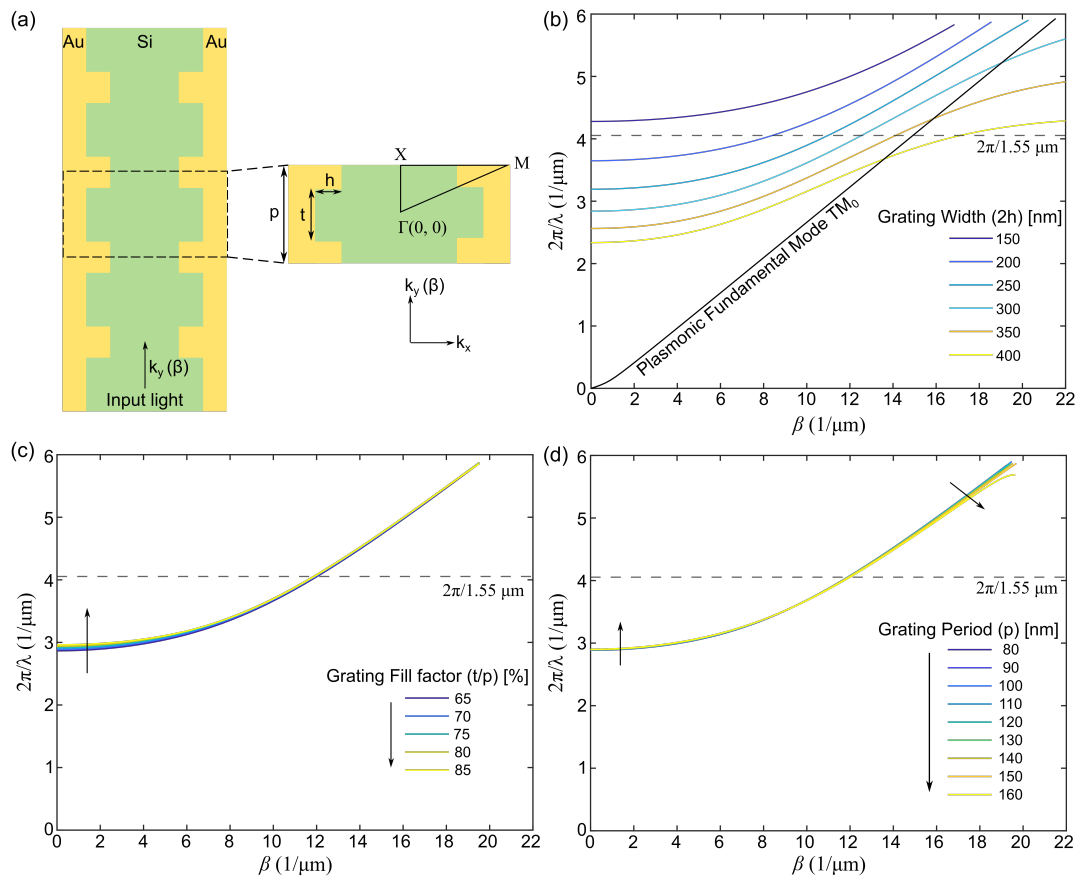 (a)
Au
Si
Au
X
M
h
p
t
Γ(0, 0)
k_y (β)
k_x
k_y (β)
Input light
(b)
6
5
4
3
2
1
0
2π/λ (1/μm)
2π/1.55 μm
Plasmonic Fundamental Mode TM₀
Grating Width (2h) [nm]
150
200
250
300
350
400
0 2 4 6 8 10 12 14 16 18 20 22
β (1/μm)
(c)
6
5
4
3
2
1
0
2π/λ (1/μm)
2π/1.55 μm
Grating Fill factor (t/p) [%]
65
70
75
80
85
0 2 4 6 8 10 12 14 16 18 20 22
β (1/μm)
(d)
6
5
4
3
2
1
0
2π/λ (1/μm)
2π/1.55 μm
Grating Period (p) [nm]
80
90
100
110
120
130
140
150
160
0 2 4 6 8 10 12 14 16 18 20 22
β (1/μm)